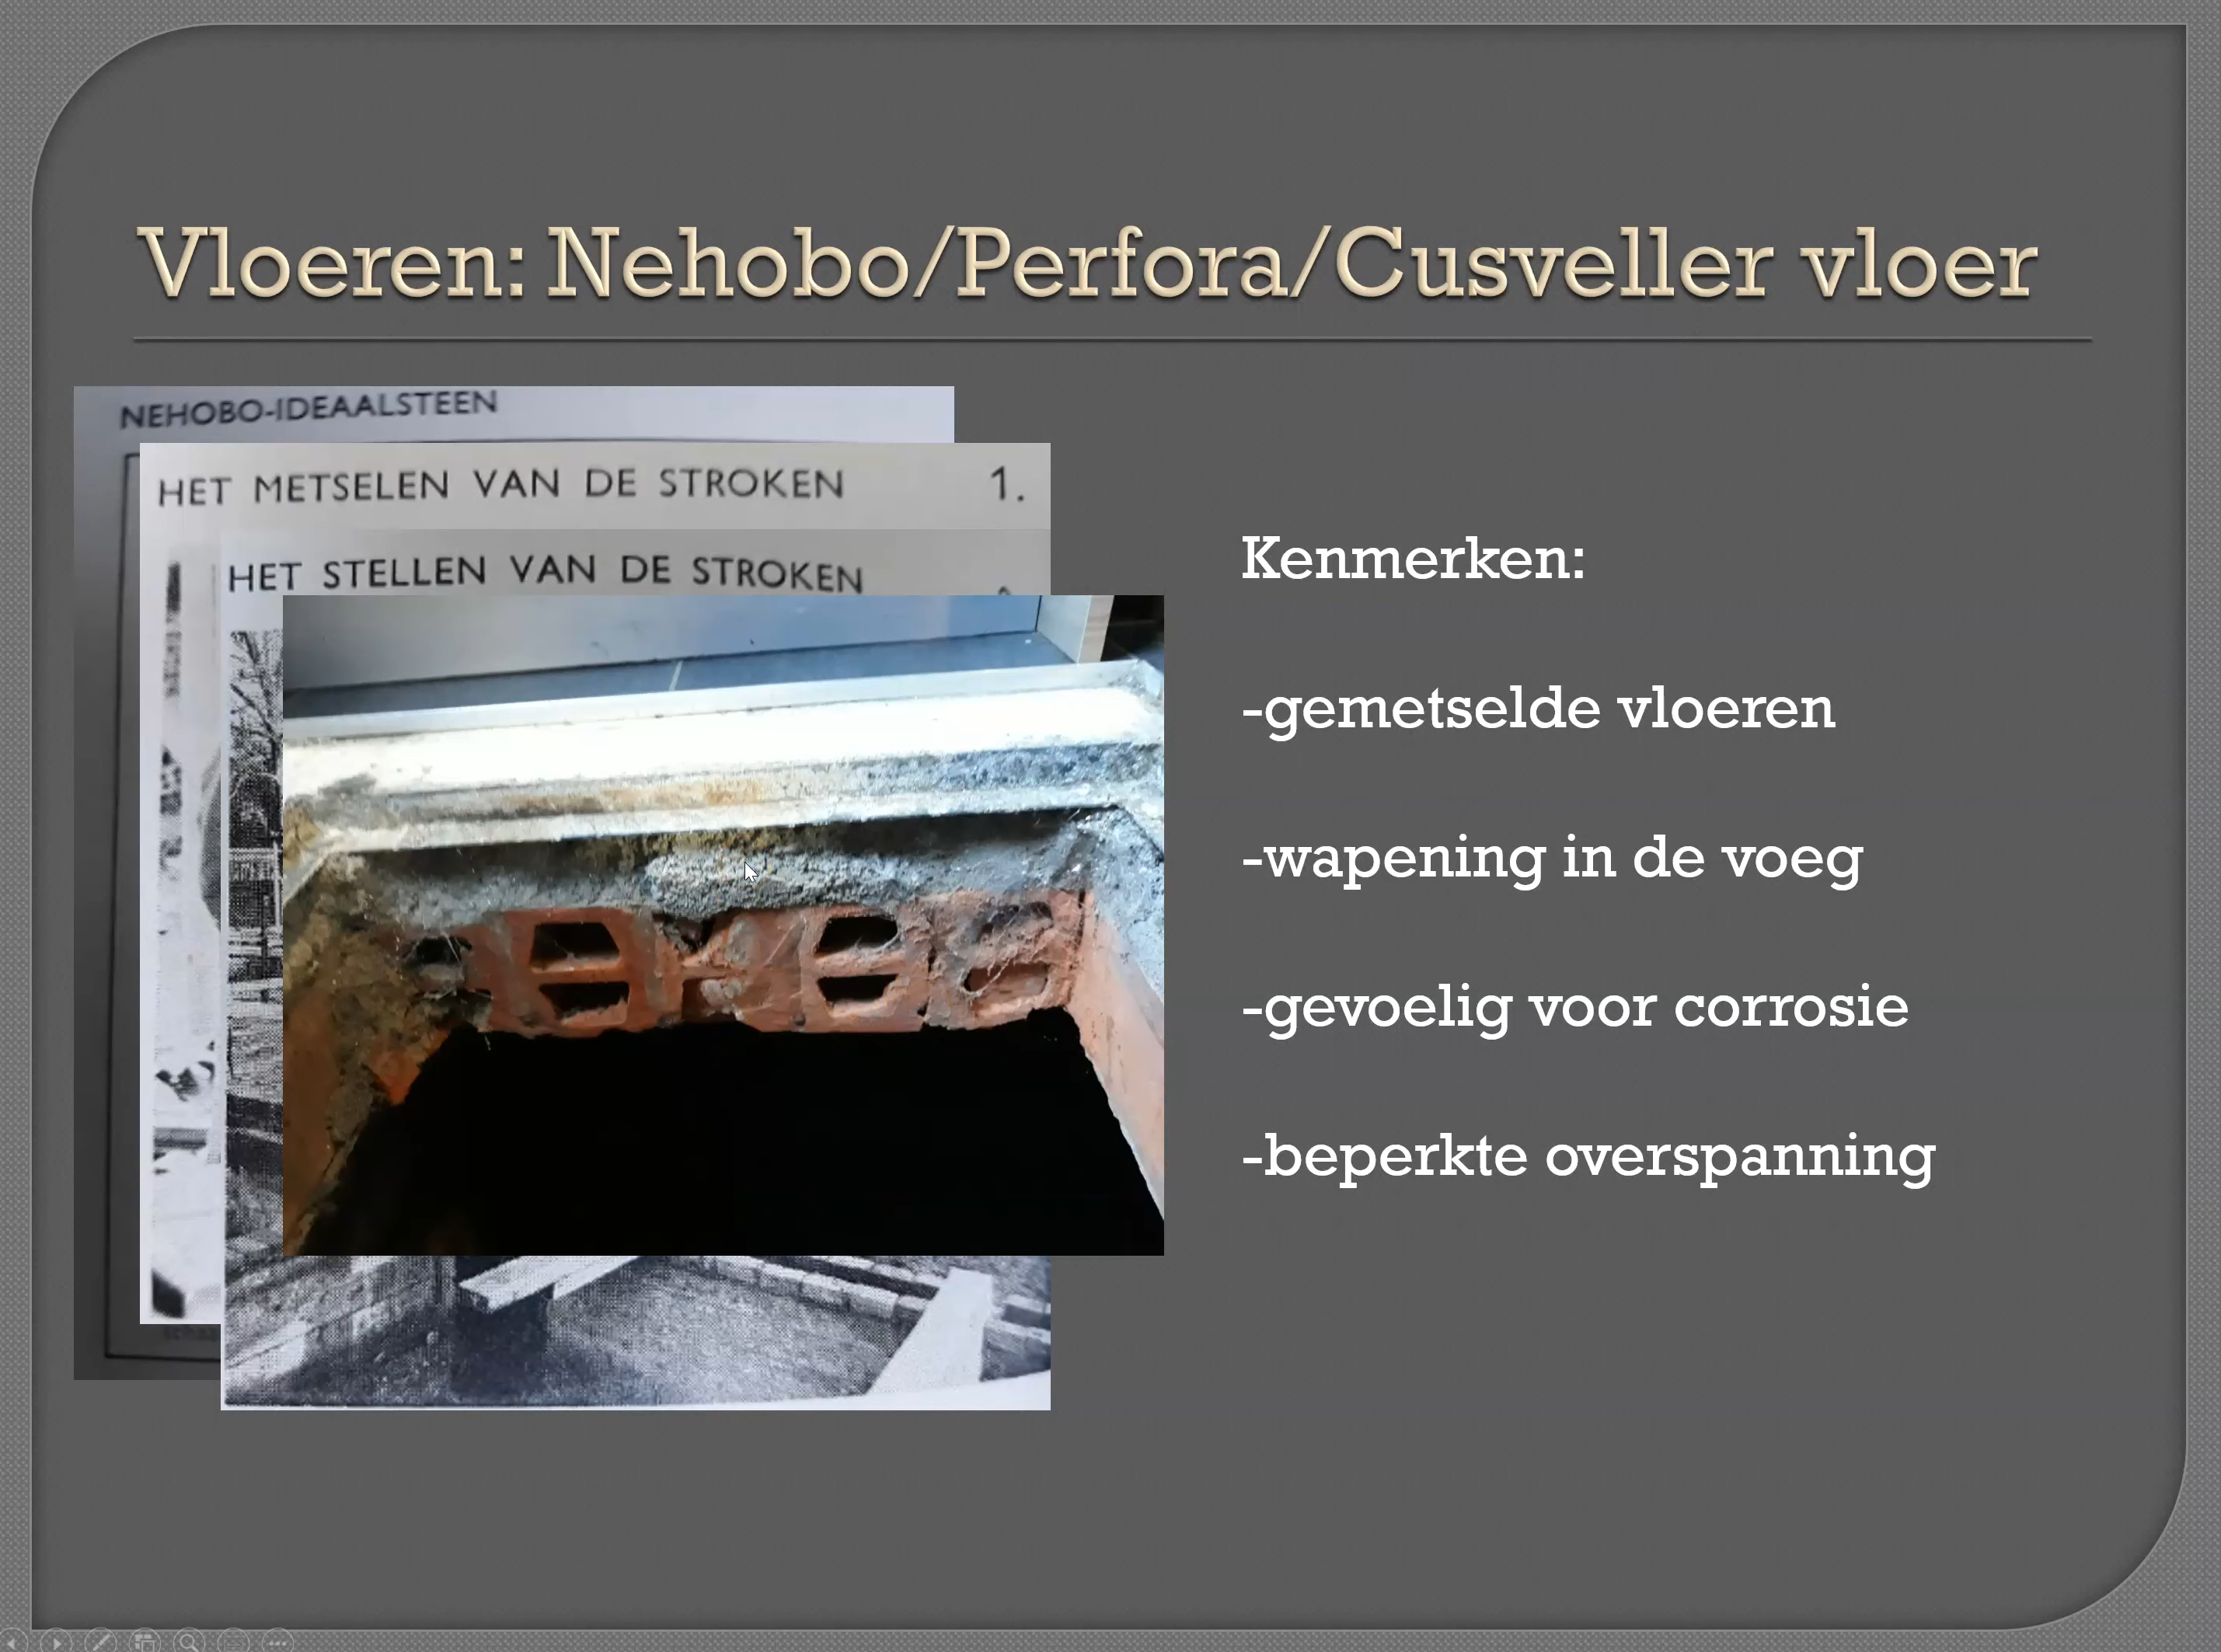 Vloeren: Nehobo/Perfora/Cusveller vloer
NEHOBO-IDEAALSTEEN
HET METSELEN VAN DE STROKEN 1.
HET STELLEN VAN DE STROKEN
Kenmerken:
-gemetselde vloeren
-wapening in de voeg
-gevoelig voor corrosie
-beperkte overspanning